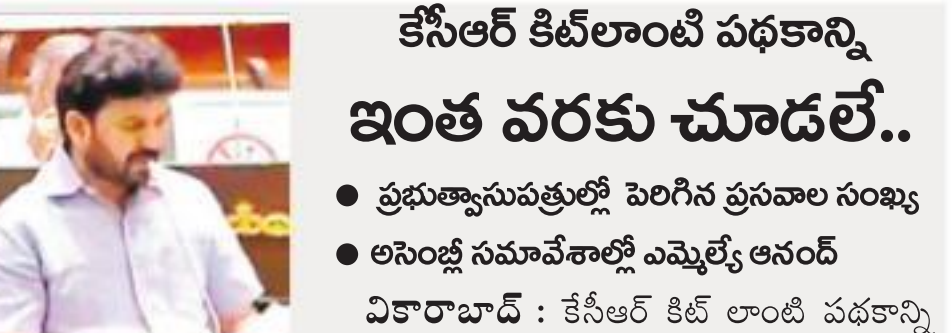 కేసీఆర్ కిట్‌లాంటి పథకాన్ని
ఇంత వరకు చూడలే..
● ప్రభుత్వాసుపత్రుల్లో పెరిగిన ప్రసవాల సంఖ్య
● అసెంబ్లీ సమావేశాల్లో ఎమ్మెల్యే ఆనంద్
వికారాబాద్ : కేసీఆర్ కిట్ లాంటి పథకాన్ని